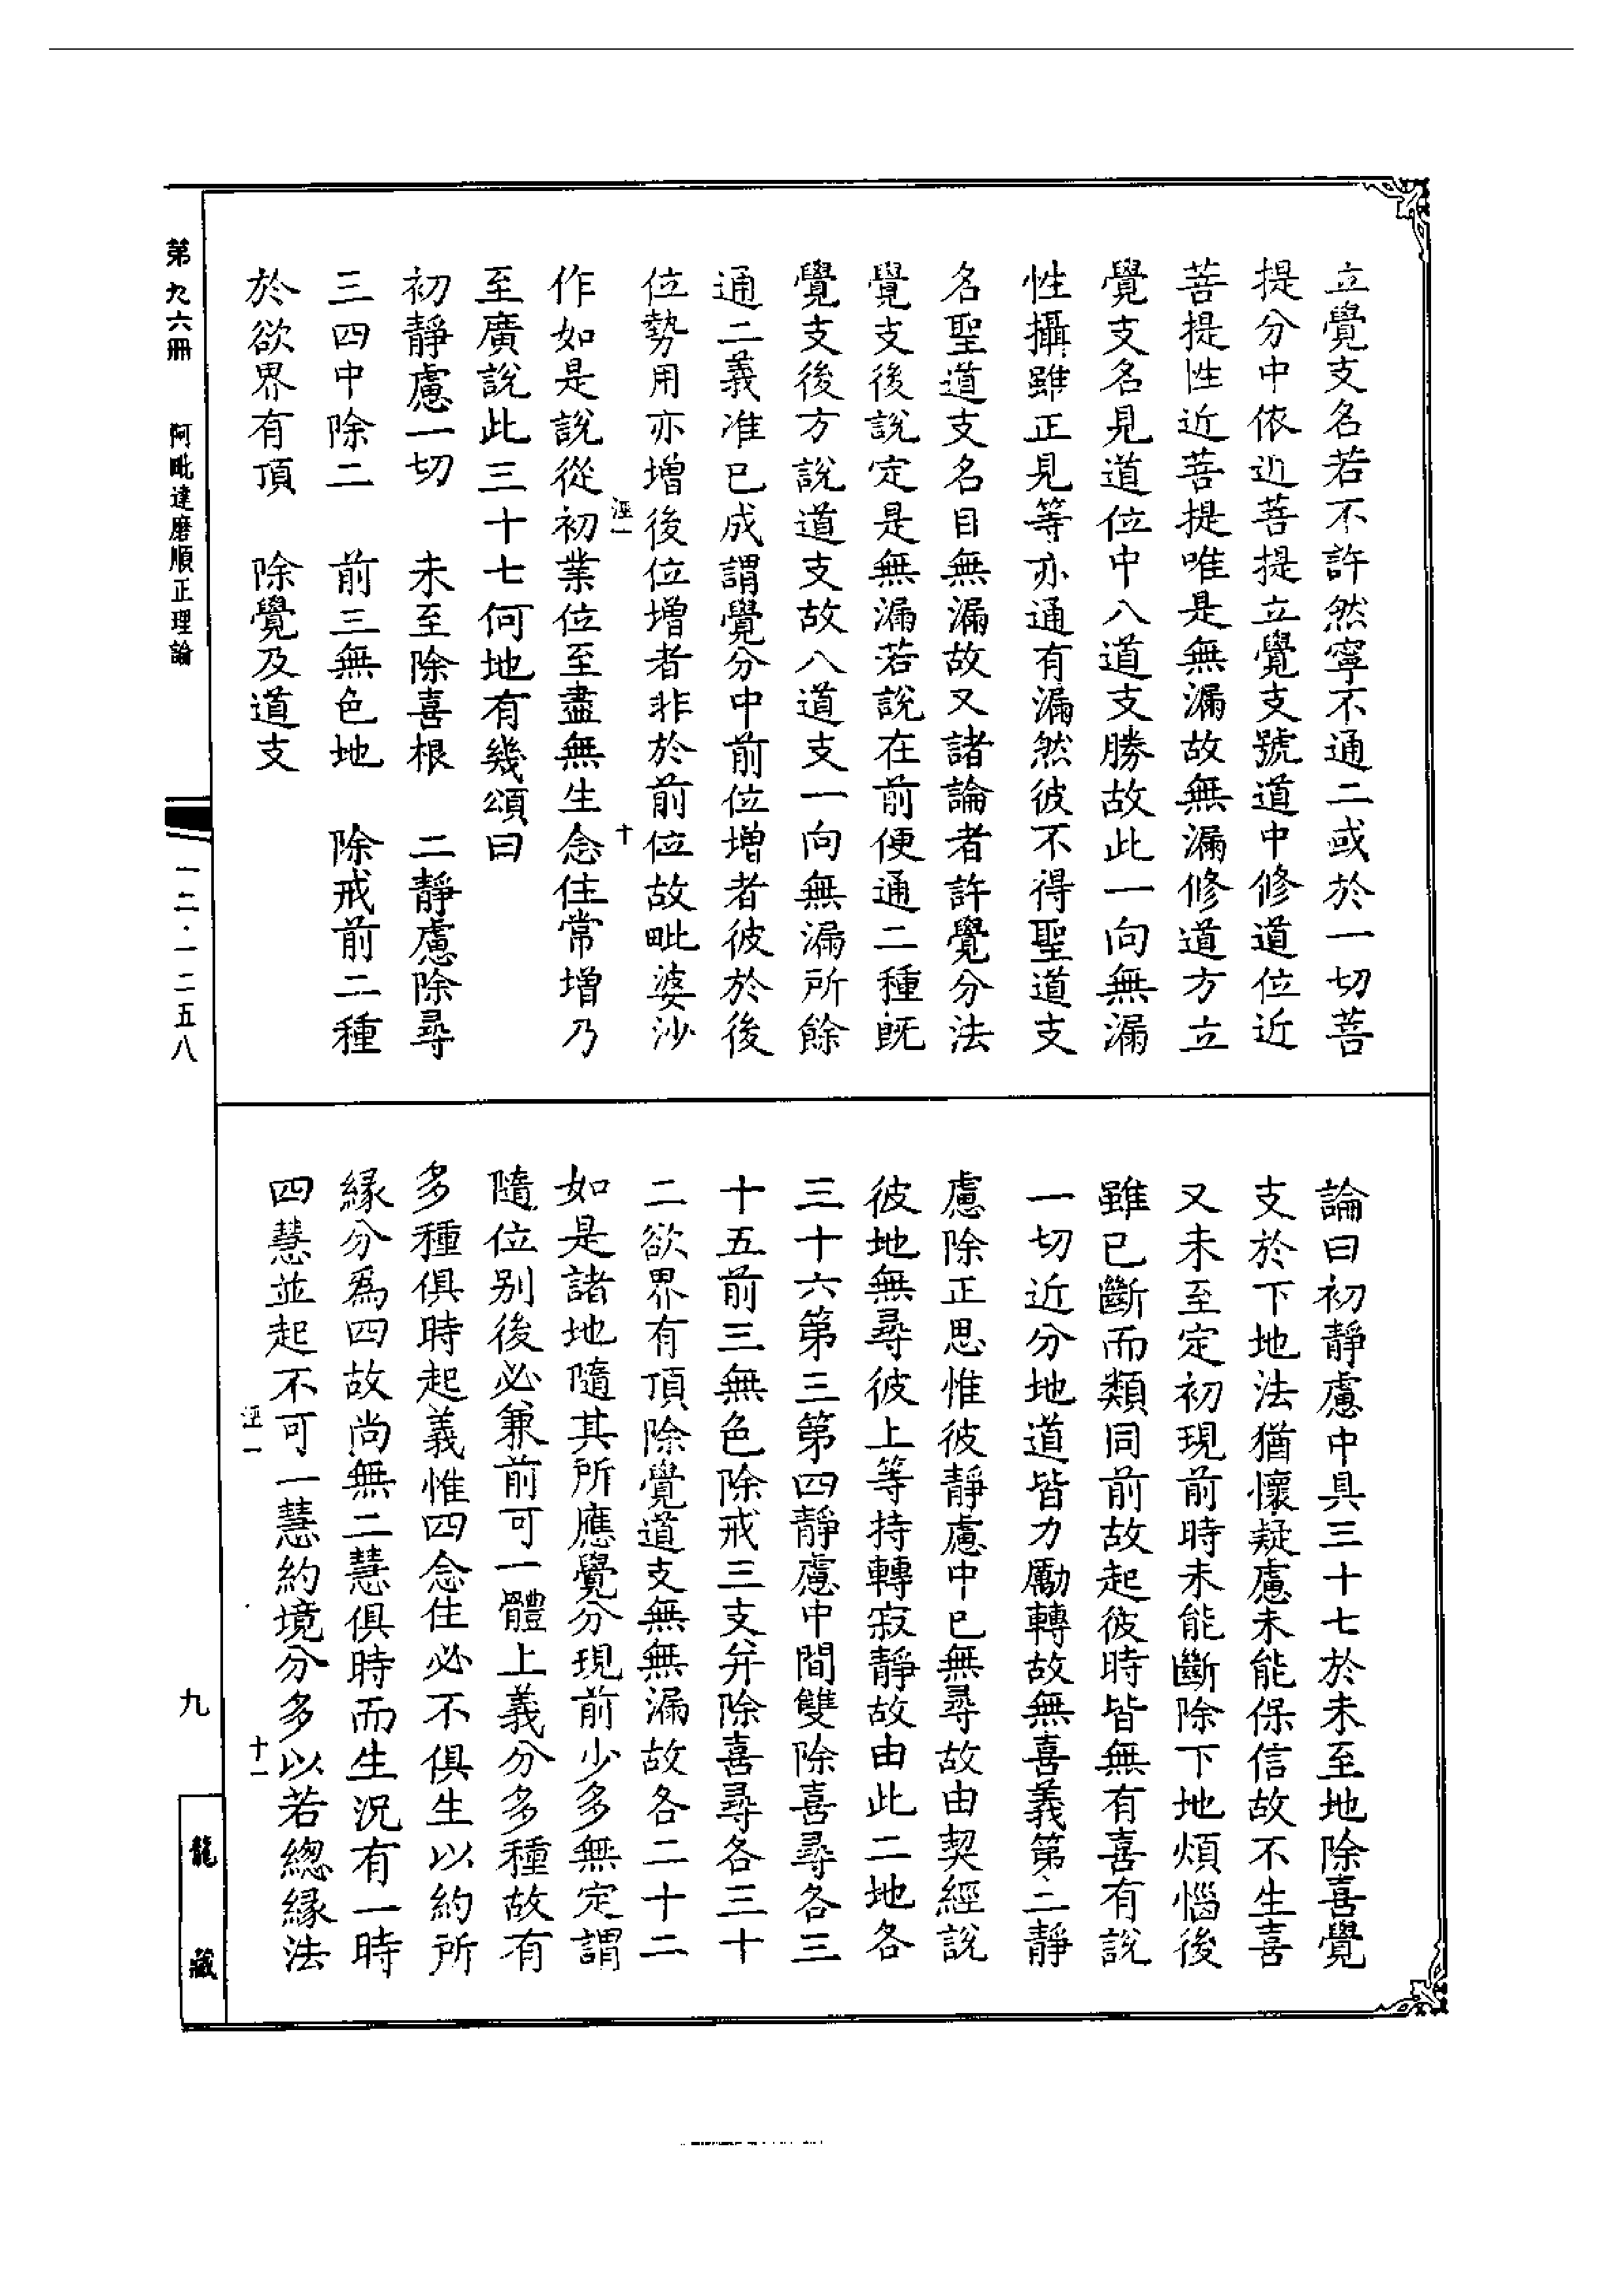 立覺支名若不許然寧不通二或於一切菩
提分中依近菩提立覺支號道中修道位近
菩提性近菩提唯是無漏故無漏修道方立
覺支名見道位中八道支勝故此一向無漏
性攝雖正見等亦通有漏然彼不得聖道支
名聖道支名目無漏故又諸論者許覺分法
覺支後說定是無漏若說在前便通二種既
覺支後方說道支故八道支一向無漏所餘
通二義准已成謂覺分中前位增者彼於後
位勢用亦增後位增者非於前位故毗婆沙
涇一
十
作如是說從初業位至盡無生念住常增乃
至廣說此三十七何地有幾頌曰
初靜慮一切 未至除喜根 二靜慮除尋
三四中除二 前三無色地 除戒前二種
於欲界有頂 除覺及道支
論曰初靜慮中具三十七於未至地除喜覺
支於下地法猶懷疑慮未能保信故不生喜
又未至定初現前時未能斷除下地煩惱後
雖已斷而類同前故起彼時皆無有喜有說
一切近分地道皆力勵轉故無喜義第二靜
慮除正思惟彼靜慮中已無尋故由契經說
彼地無尋彼上等持轉寂靜故由此二地各
三十六第三第四靜慮中間雙除喜尋各三
十五前三無色除戒三支并除喜尋各三十
二欲界有頂除覺道支無無漏故各二十二
如是諸地隨其所應覺分現前少多無定謂
隨位別後必兼前可一體上義分多種故有
多種俱時起義惟四念住必不俱生以約所
緣分為四故尚無二慧俱時而生況有一時
四慧並起不可一慧約境分多以若總緣法
涇一
十一
第九六冊 阿毗達磨順正理論
一二·一二五八
九
龍藏